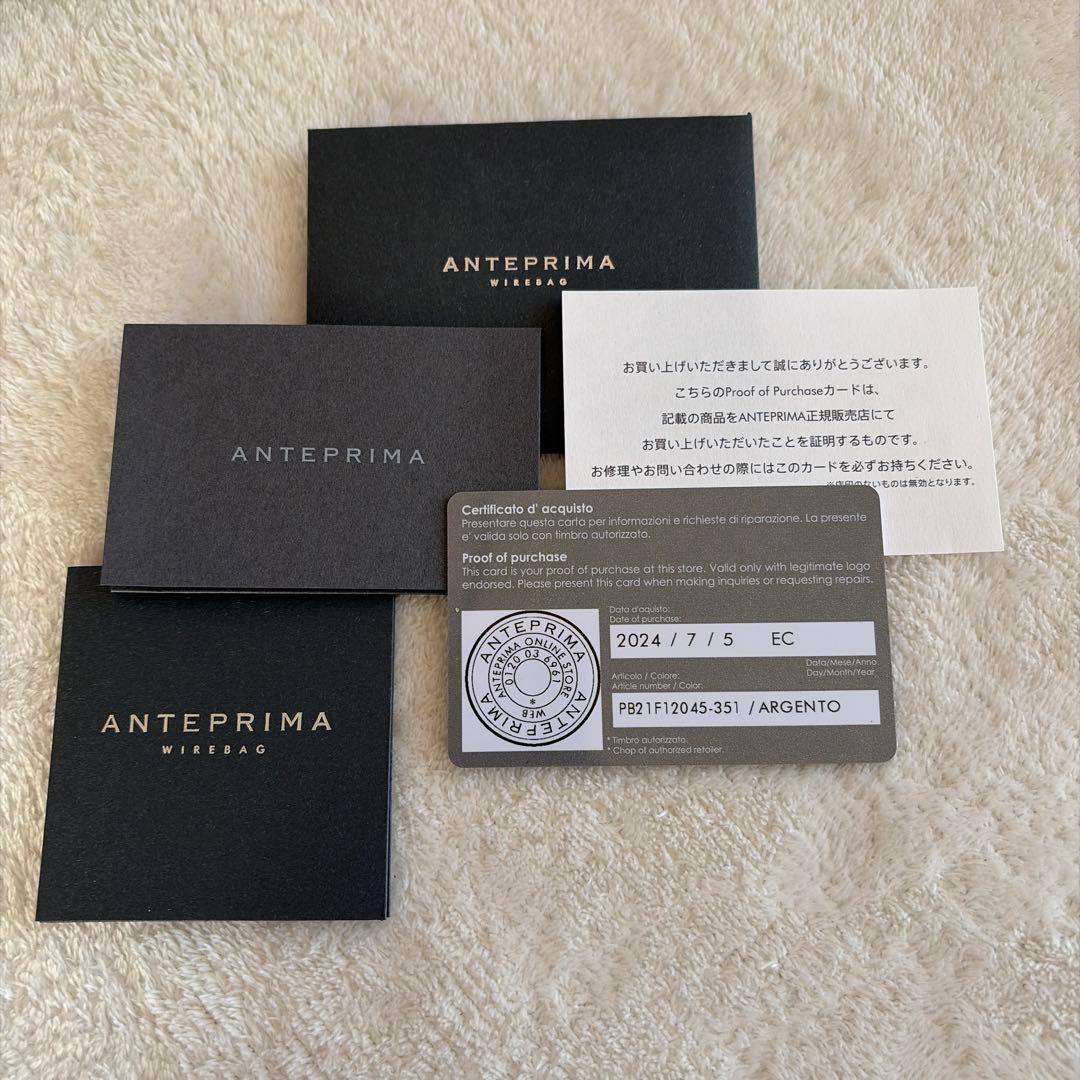 ANTEPRIMA
WIREBAG
ANTEPRIMA
お買い上げいただきまして誠にありがとうございます。
こちらのProof of Purchaseカードは、
記載の商品をANTEPRIMA正規販売店にて
お買い上げいただいたことを証明するものです。
お修理やお問い合わせの際にはこのカードを必ずお持ちください。
※店印のないものは無効となります。
Certificato d' acquisto
Presentare questa carta per informazioni e richieste di riparazione. La presente
e' valida solo con timbro autorizzato.
Proof of purchase
This card is your proof of purchase at this store. Valid only with legitimate logo
endorsed. Please present this card when making inquiries or requesting repairs.
*
ANTEPRIMA
ANTEPRIMA ONLINE STORE
0120 03 6961
* WEB
ANTEPRIMA
Data d'aquisto:
Date of purchase:
2024 / 7 / 5 EC
Data/Mese/Anno
Day/Month/Year
Articolo / Colore:
Article number / Color:
PB21F12045-351 / ARGENTO
* Timbro autorizzato.
* Chop of authorized retailer.
ANTEPRIMA
WIREBAG